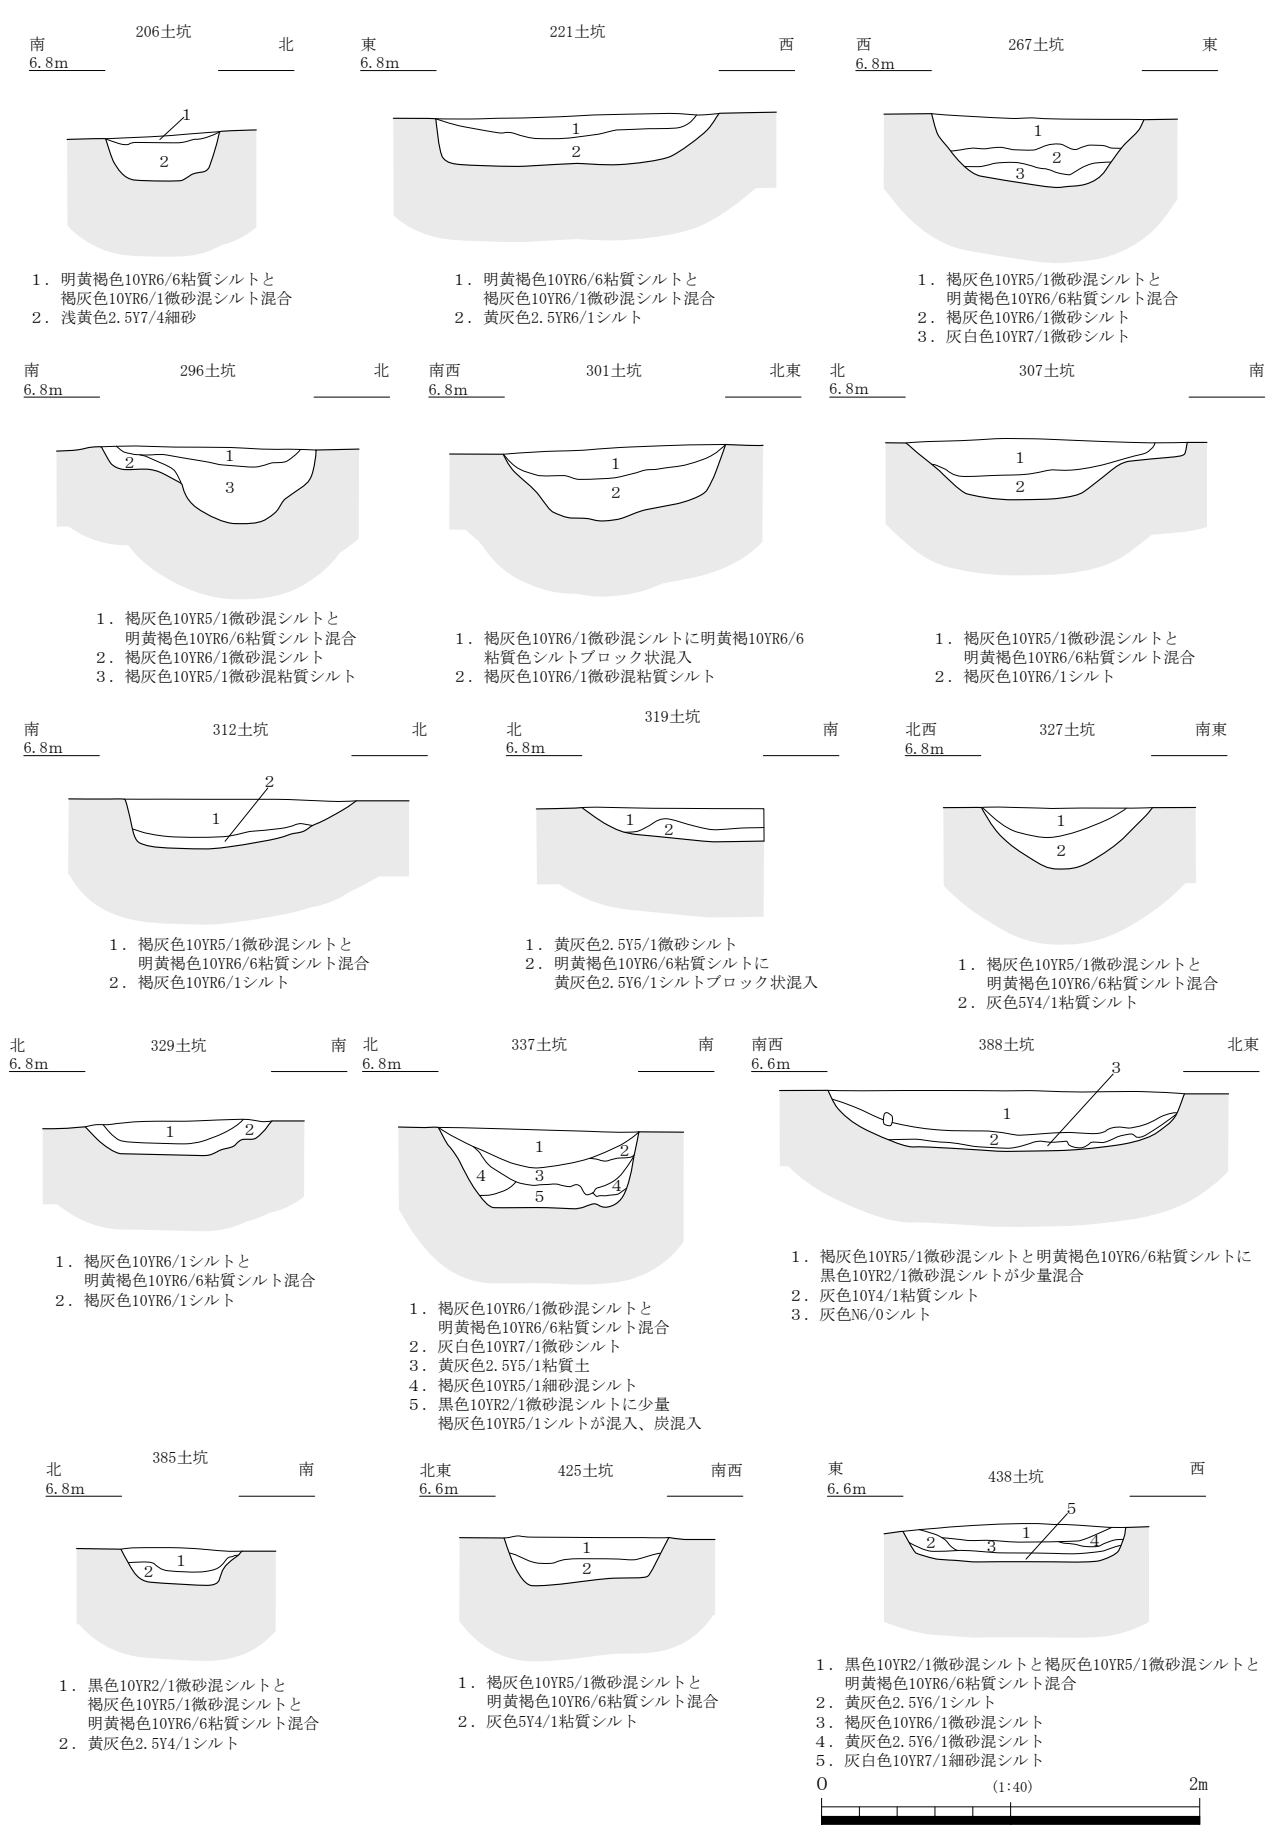 206土坑
南
北
6.8m
1
2
1. 明黄褐色10YR6/6粘質シルトと
褐灰色10YR6/1微砂混シルト混合
2. 浅黄色2.5Y7/4細砂
221土坑
東
西
6.8m
1
2
1. 明黄褐色10YR6/6粘質シルトと
褐灰色10YR6/1微砂混シルト混合
2. 黄灰色2.5YR6/1シルト
267土坑
西
東
6.8m
1
2
3
1. 褐灰色10YR5/1微砂混シルトと
明黄褐色10YR6/6粘質シルト混合
2. 褐灰色10YR6/1微砂シルト
3. 灰白色10YR7/1微砂シルト
南
296土坑
北
6.8m
1
2
3
1. 褐灰色10YR5/1微砂混シルトと
明黄褐色10YR6/6粘質シルト混合
2. 褐灰色10YR6/1微砂混シルト
3. 褐灰色10YR5/1微砂混粘質シルト
南西
301土坑
北東
6.8m
1
2
1. 褐灰色10YR6/1微砂混シルトに明黄褐10YR6/6
粘質色シルトブロック状混入
2. 褐灰色10YR6/1微砂混粘質シルト
北
307土坑
南
6.8m
1
2
1. 褐灰色10YR5/1微砂混シルトと
明黄褐色10YR6/6粘質シルト混合
2. 褐灰色10YR6/1シルト
南
312土坑
北
6.8m
2
1
1. 褐灰色10YR5/1微砂混シルトと
明黄褐色10YR6/6粘質シルト混合
2. 褐灰色10YR6/1シルト
319土坑
北
南
6.8m
1
2
1. 黄灰色2.5Y5/1微砂シルト
2. 明黄褐色10YR6/6粘質シルトに
黄灰色2.5Y6/1シルトブロック状混入
北西
327土坑
南東
6.8m
1
2
1. 褐灰色10YR5/1微砂混シルトと
明黄褐色10YR6/6粘質シルト混合
2. 灰色5Y4/1粘質シルト
北
329土坑
南
6.8m
1
2
1. 褐灰色10YR6/1シルトと
明黄褐色10YR6/6粘質シルト混合
2. 褐灰色10YR6/1シルト
北
337土坑
南
6.8m
1
2
3
4
4
5
1. 褐灰色10YR6/1微砂混シルトと
明黄褐色10YR6/6粘質シルト混合
2. 灰白色10YR7/1微砂シルト
3. 黄灰色2.5Y5/1粘質土
4. 褐灰色10YR5/1細砂混シルト
5. 黒色10YR2/1微砂混シルトに少量
褐灰色10YR5/1シルトが混入、炭混入
南西
388土坑
北東
6.6m
3
1
2
1. 褐灰色10YR5/1微砂混シルトと明黄褐色10YR6/6粘質シルトに
黒色10YR2/1微砂混シルトが少量混合
2. 灰色10Y4/1粘質シルト
3. 灰色N6/0シルト
385土坑
北
南
6.8m
1
2
1. 黒色10YR2/1微砂混シルトと
褐灰色10YR5/1微砂混シルトと
明黄褐色10YR6/6粘質シルト混合
2. 黄灰色2.5Y4/1シルト
北東
425土坑
南西
6.6m
1
2
1. 褐灰色10YR5/1微砂混シルトと
明黄褐色10YR6/6粘質シルト混合
2. 灰色5Y4/1粘質シルト
東
438土坑
西
6.6m
5
1
2
3
4
1. 黒色10YR2/1微砂混シルトと褐灰色10YR5/1微砂混シルトと
明黄褐色10YR6/6微砂混シルト混合
2. 黄灰色2.5Y6/1シルト
3. 褐灰色10YR6/1微砂混シルト
4. 黄灰色2.5Y6/1微砂混シルト
5. 灰白色10YR7/1細砂混シルト
0
(1:40)
2m